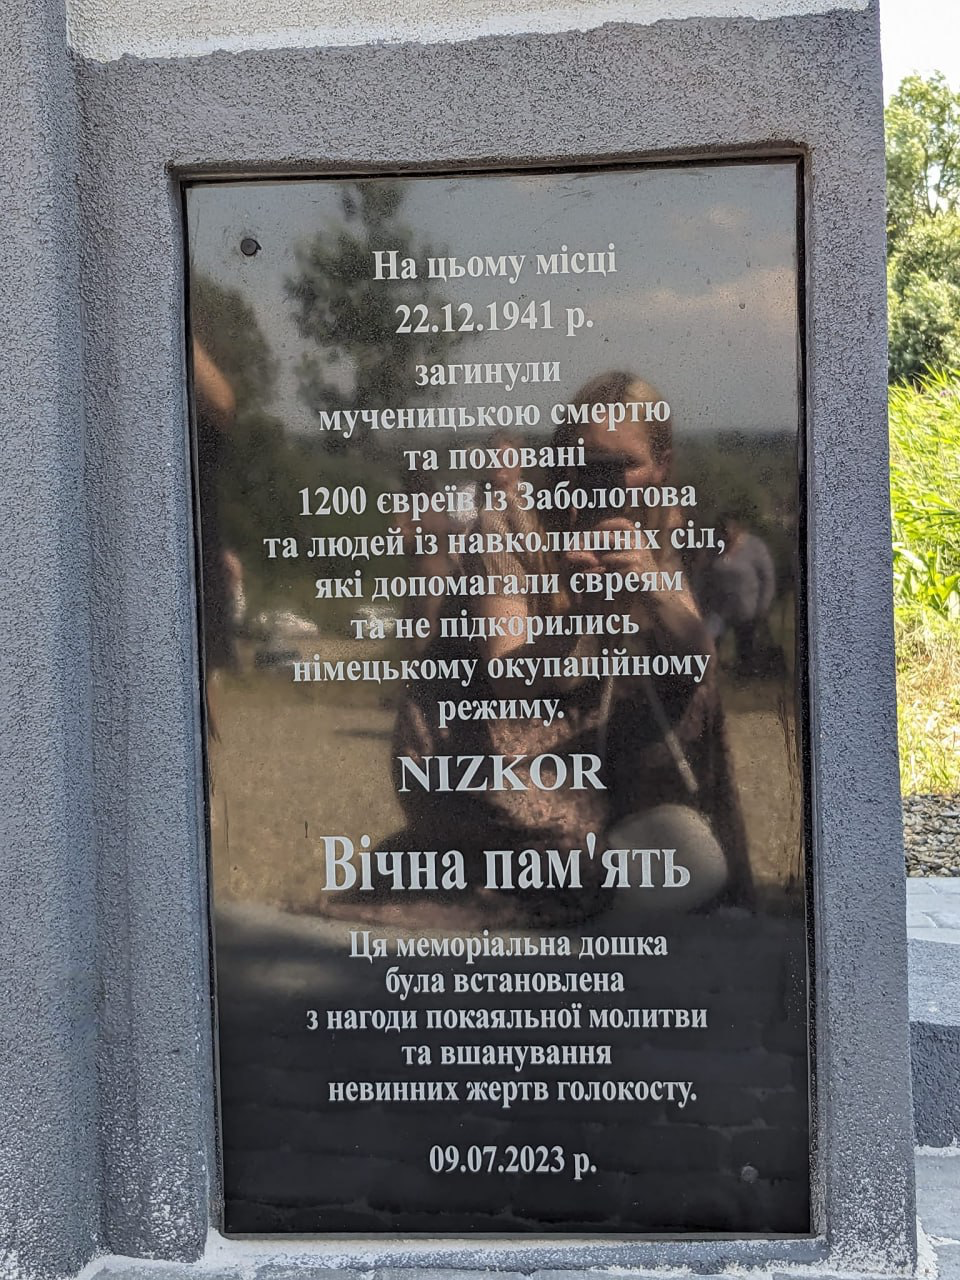 На цьому місці
22.12.1941 р.
загинули
мученицькою смертю
та поховані
1200 євреїв із Заболотова
та людей із навколишніх сіл,
які допомагали євреям
та не підкорились
німецькому окупаційному
режиму.
NIZKOR
Вічна пам'ять
Ця меморіальна дошка
була встановлена
з нагоди покаяльної молитви
та вшанування
невинних жертв голокосту.
09.07.2023 р.